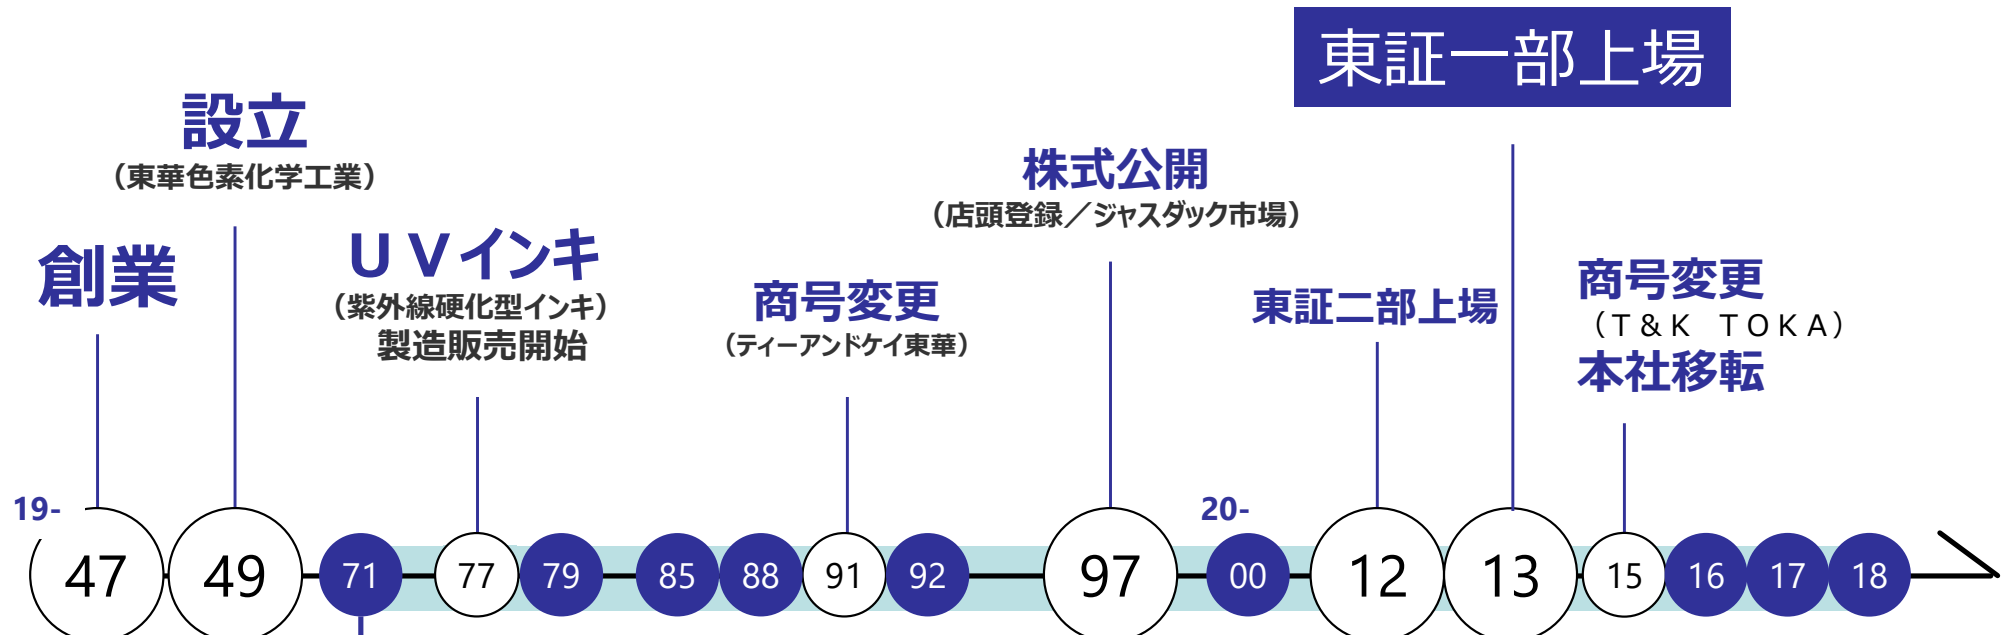 東証一部上場
設立
（東華色素化学工業）
株式公開
（店頭登録／ジャスダック市場）
創業
ＵＶインキ
（紫外線硬化型インキ）
製造販売開始
商号変更
（ティーアンドケイ東華）
東証二部上場
商号変更
（Ｔ＆Ｋ　ＴＯＫＡ）
本社移転
19-
20-
47
49
71
77
79
85
88
91
92
97
00
12
13
15
16
17
18